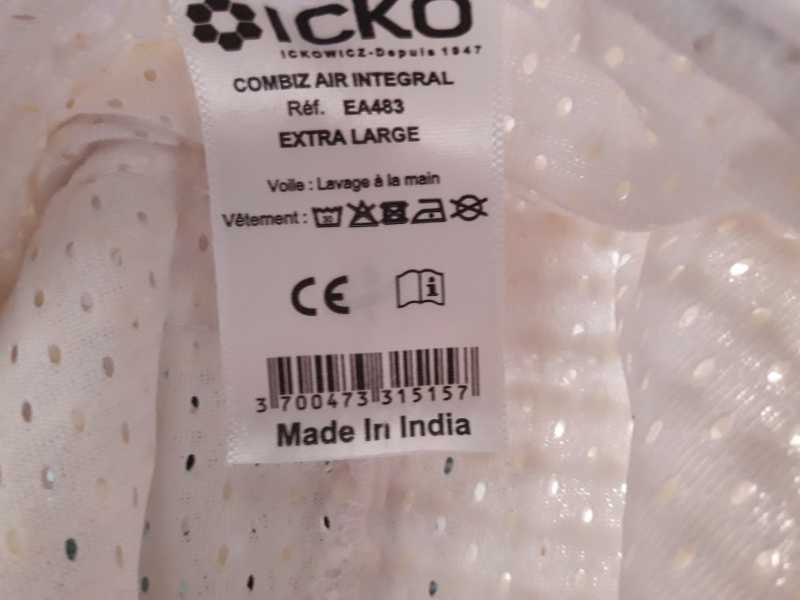 ICKO
ICKOWICZ-Depuis 1947
COMBIZ AIR INTEGRAL
Réf. EA483
EXTRA LARGE
Voile : Lavage à la main
Vêtement : 30
CE
i
3 700473 315157
Made In India